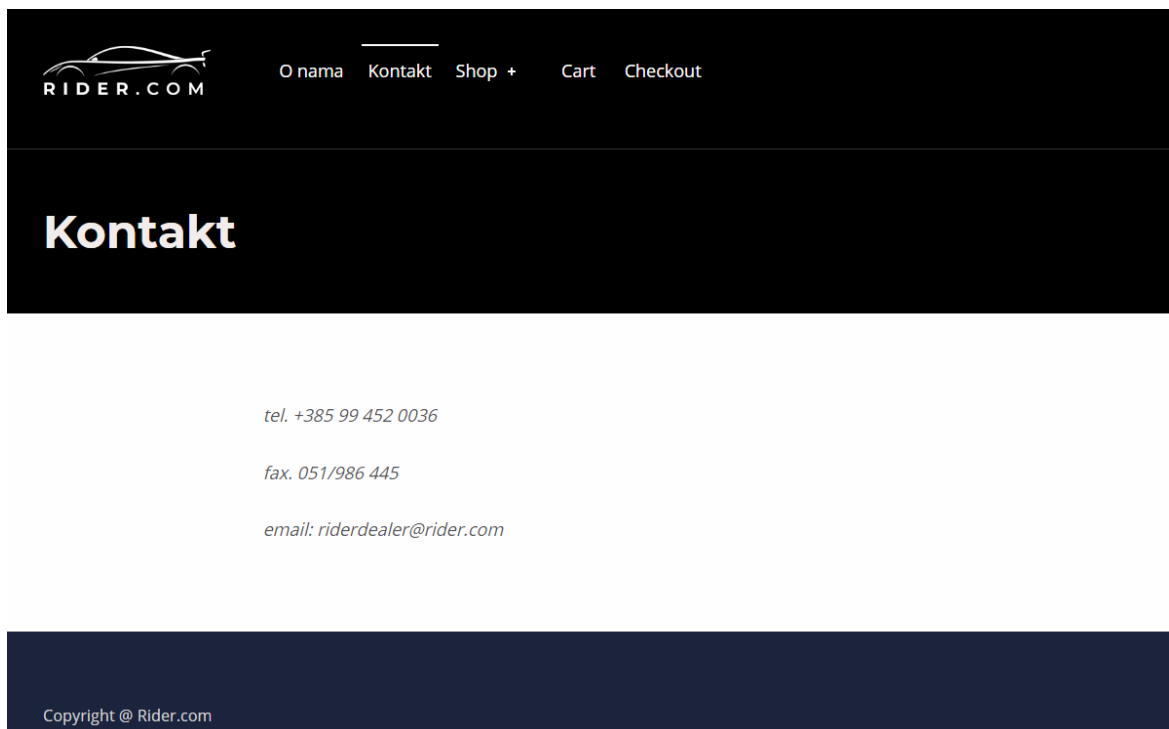 RIDER.COM
O nama Kontakt Shop + Cart Checkout
Kontakt
tel. +385 99 452 0036
fax. 051/986 445
email: riderdealer@rider.com
Copyright @ Rider.com